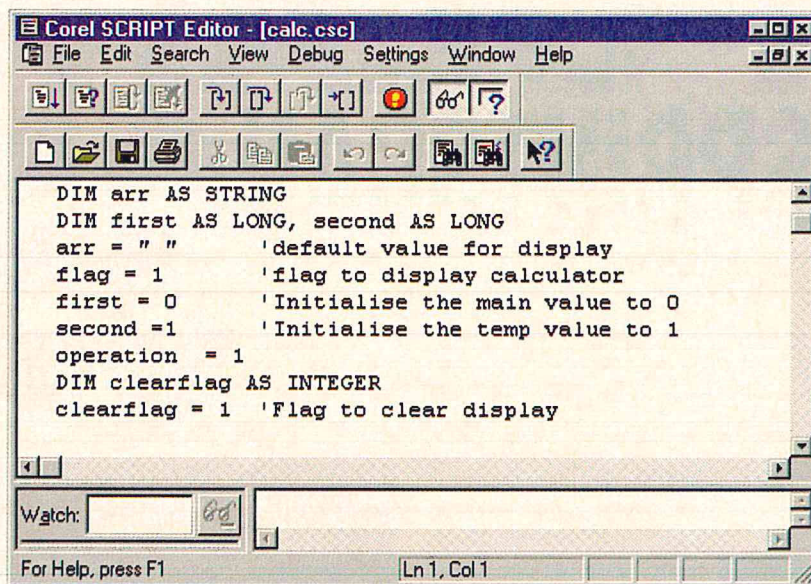 Corel SCRIPT Editor - [calc.csc]
File Edit Search View Debug Settings Window Help
DIM arr AS STRING
DIM first AS LONG, second AS LONG
arr = " " 'default value for display
flag = 1 'flag to display calculator
first = 0 'Initialise the main value to 0
second =1 'Initialise the temp value to 1
operation = 1
DIM clearflag AS INTEGER
clearflag = 1 'Flag to clear display
Watch:
For Help, press F1 Ln 1, Col 1